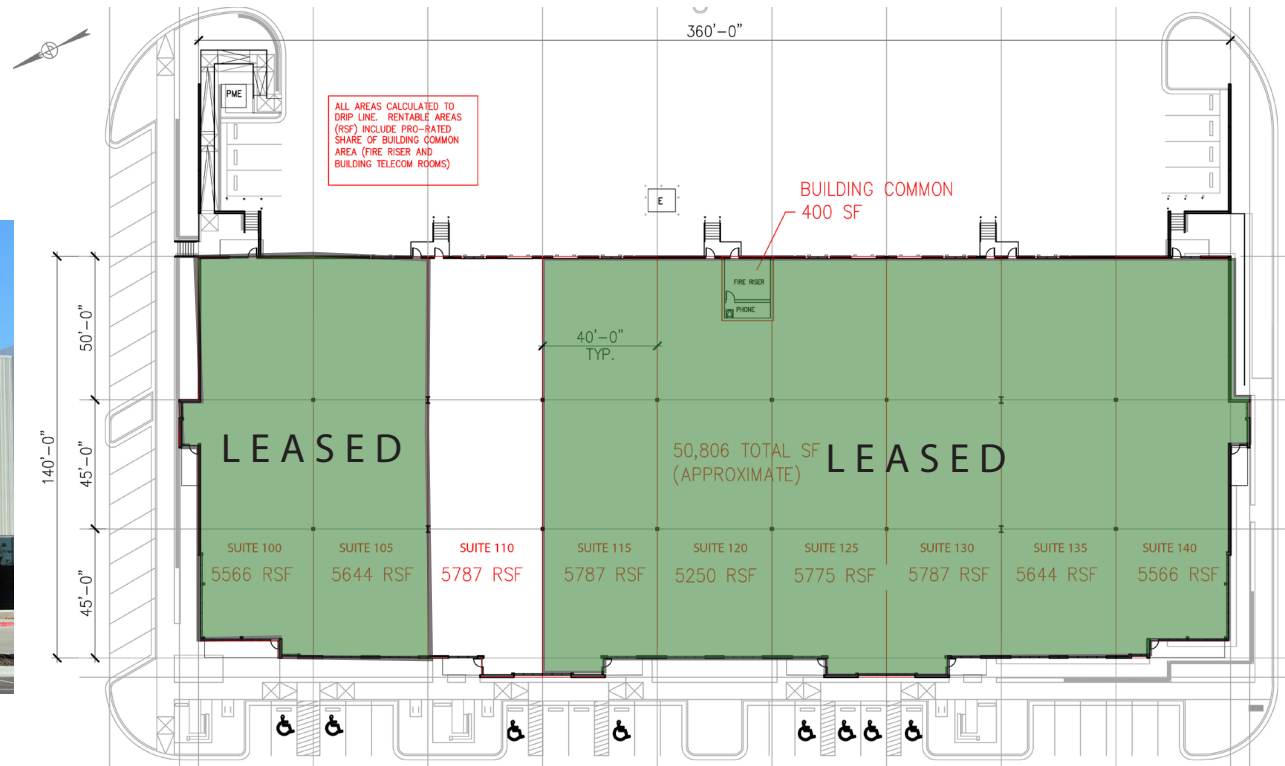 360'-0"
PME
ALL AREAS CALCULATED TO
DRIP LINE. RENTABLE AREAS
(RSF) INCLUDE PRO-RATED
SHARE OF BUILDING COMMON
AREA (FIRE RISER AND
BUILDING TELECOM ROOMS)
E
BUILDING COMMON
400 SF
FIRE RISER
PHONE
50'-0"
40'-0"
TYP.
140'-0"
45'-0"
LEASED
50,806 TOTAL SF
(APPROXIMATE)
LEASED
45'-0"
SUITE 100
5566 RSF
SUITE 105
5644 RSF
SUITE 110
5787 RSF
SUITE 115
5787 RSF
SUITE 120
5250 RSF
SUITE 125
5775 RSF
SUITE 130
5787 RSF
SUITE 135
5644 RSF
SUITE 140
5566 RSF